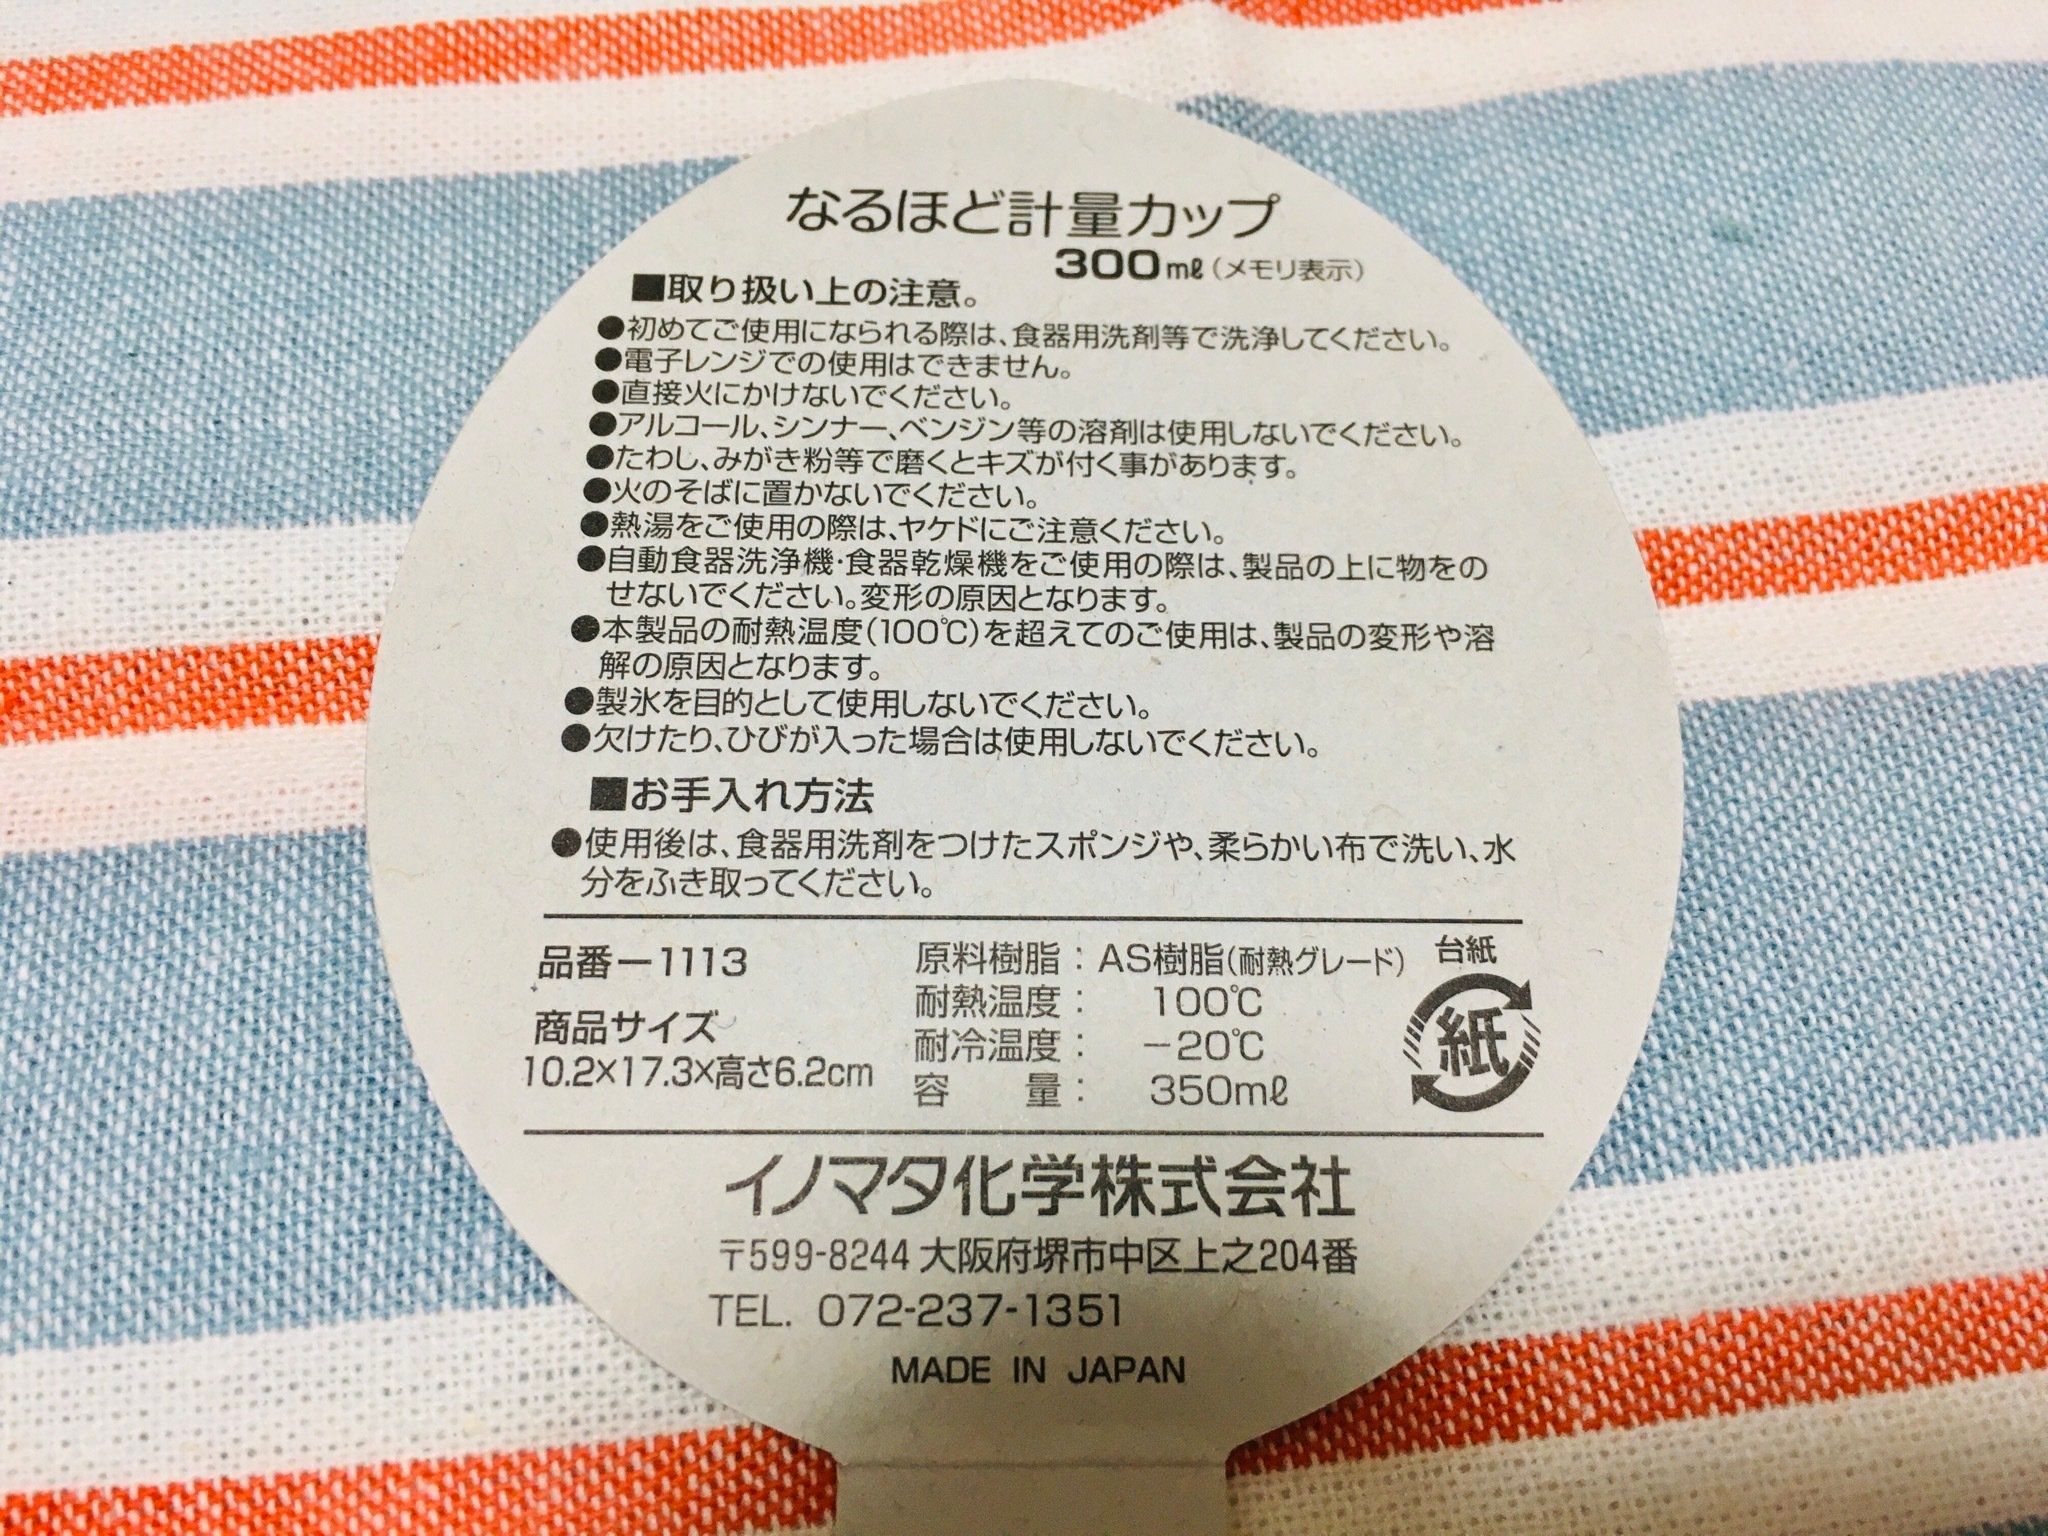 なるほど計量カップ
300mℓ(メモリ表示)
■取り扱い上の注意。
●初めてご使用になられる際は、食器用洗剤等で洗浄してください。
●電子レンジでの使用はできません。
●直接火にかけないでください。
●アルコール、シンナー、ベンジン等の溶剤は使用しないでください。
●たわし、みがき粉等で磨くとキズが付く事があります。
●火のそばに置かないでください。
●熱湯をご使用の際は、ヤケドにご注意ください。
●自動食器洗浄機・食器乾燥機をご使用の際は、製品の上に物をの
せないでください。変形の原因となります。
●本製品の耐熱温度(100℃)を超えてのご使用は、製品の変形や溶
解の原因となります。
●製氷を目的として使用しないでください。
●欠けたり、ひびが入った場合は使用しないでください。
■お手入れ方法
●使用後は、食器用洗剤をつけたスポンジや、柔らかい布で洗い、水
分をふき取ってください。
品番－1113
商品サイズ
10.2×17.3×高さ6.2cm
原料樹脂：AS樹脂(耐熱グレード)
耐熱温度： 100℃
耐冷温度： －20℃
容 量： 350mℓ
台紙
紙
イノマタ化学株式会社
〒599-8244 大阪府堺市中区上之204番
TEL. 072-237-1351
MADE IN JAPAN